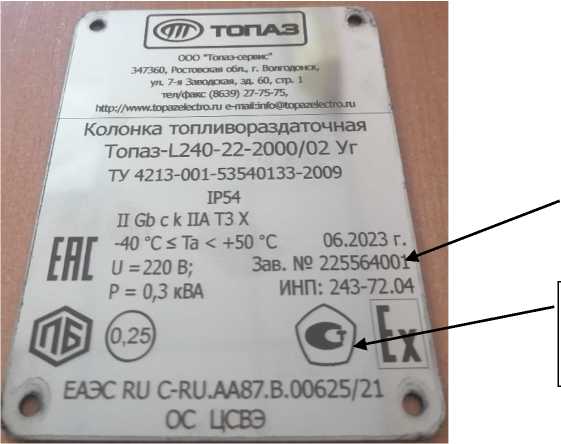 ТОПАЗ
ООО "Топаз-сервис"
347360, Ростовская обл., г. Волгодонск,
ул. 7-я Заводская, зд. 60, стр. 1
тел/факс (8639) 27-75-75,
http://www.topazelectro.ru e-mail:info@topazelectro.ru
Колонка топливораздаточная
Топаз-L240-22-2000/02 Уг
ТУ 4213-001-53540133-2009
IP54
II Gb c k IIA T3 X
-40 °C ≤ Ta < +50 °C 06.2023 г.
U = 220 В; Зав. № 225564001
P = 0,3 кВА ИНП: 243-72.04
EAC
ПБ 0,25 Ст Ex
ЕАЭС RU C-RU.АА87.В.00625/21
ОС ЦСВЭ